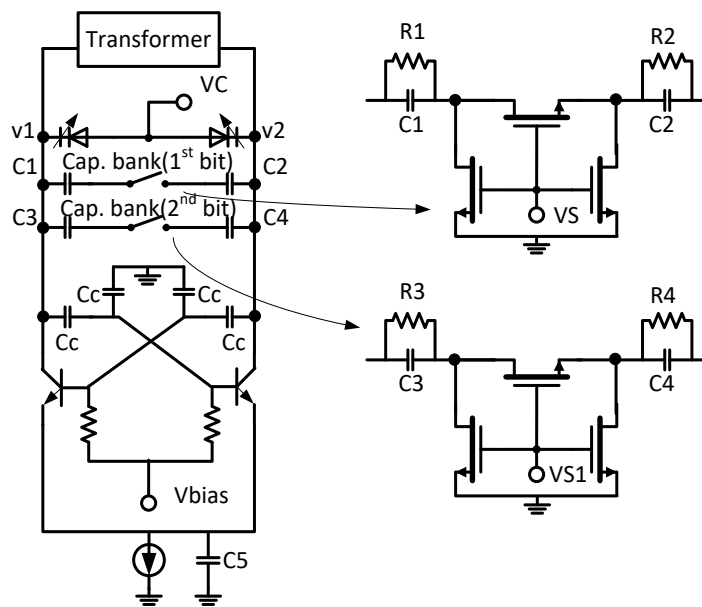 Transformer
VC
v1
v2
C1
Cap. bank(1st bit)
C2
C3
Cap. bank(2nd bit)
C4
Cc
Cc
Cc
Cc
Vbias
C5
R1
R2
C1
C2
VS
R3
R4
C3
C4
VS1